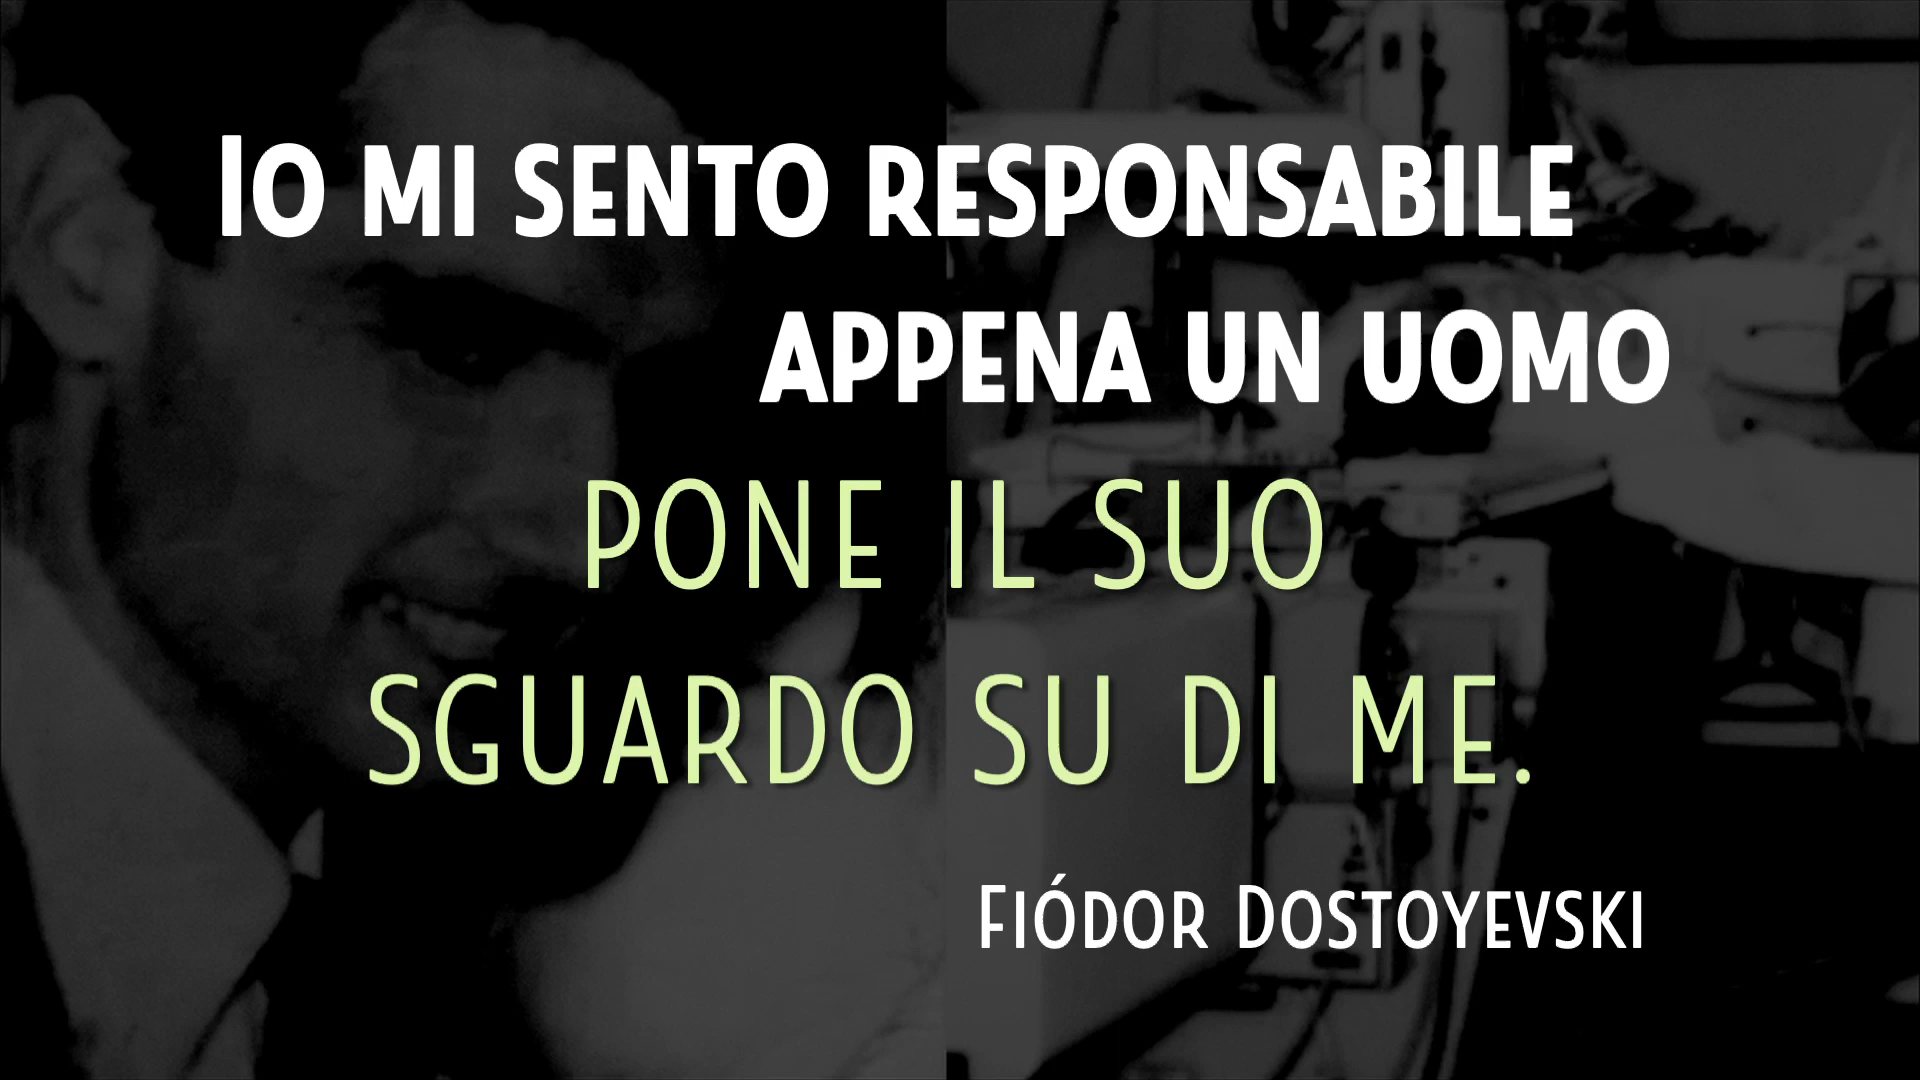 Io mi sento responsabile
appena un uomo
pone il suo
sguardo su di me.
Fiódor Dostoyevski